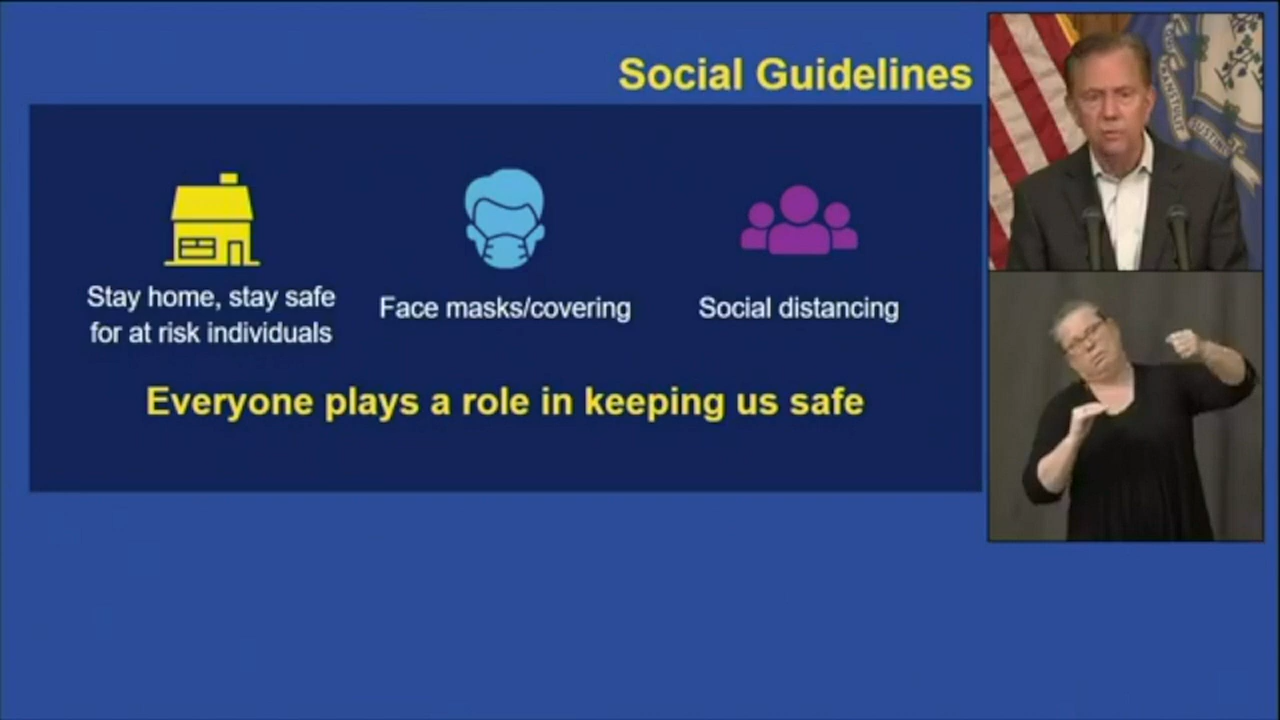 Social Guidelines
Stay home, stay safe
for at risk individuals
Face masks/covering
Social distancing
Everyone plays a role in keeping us safe
TRANSTULIT